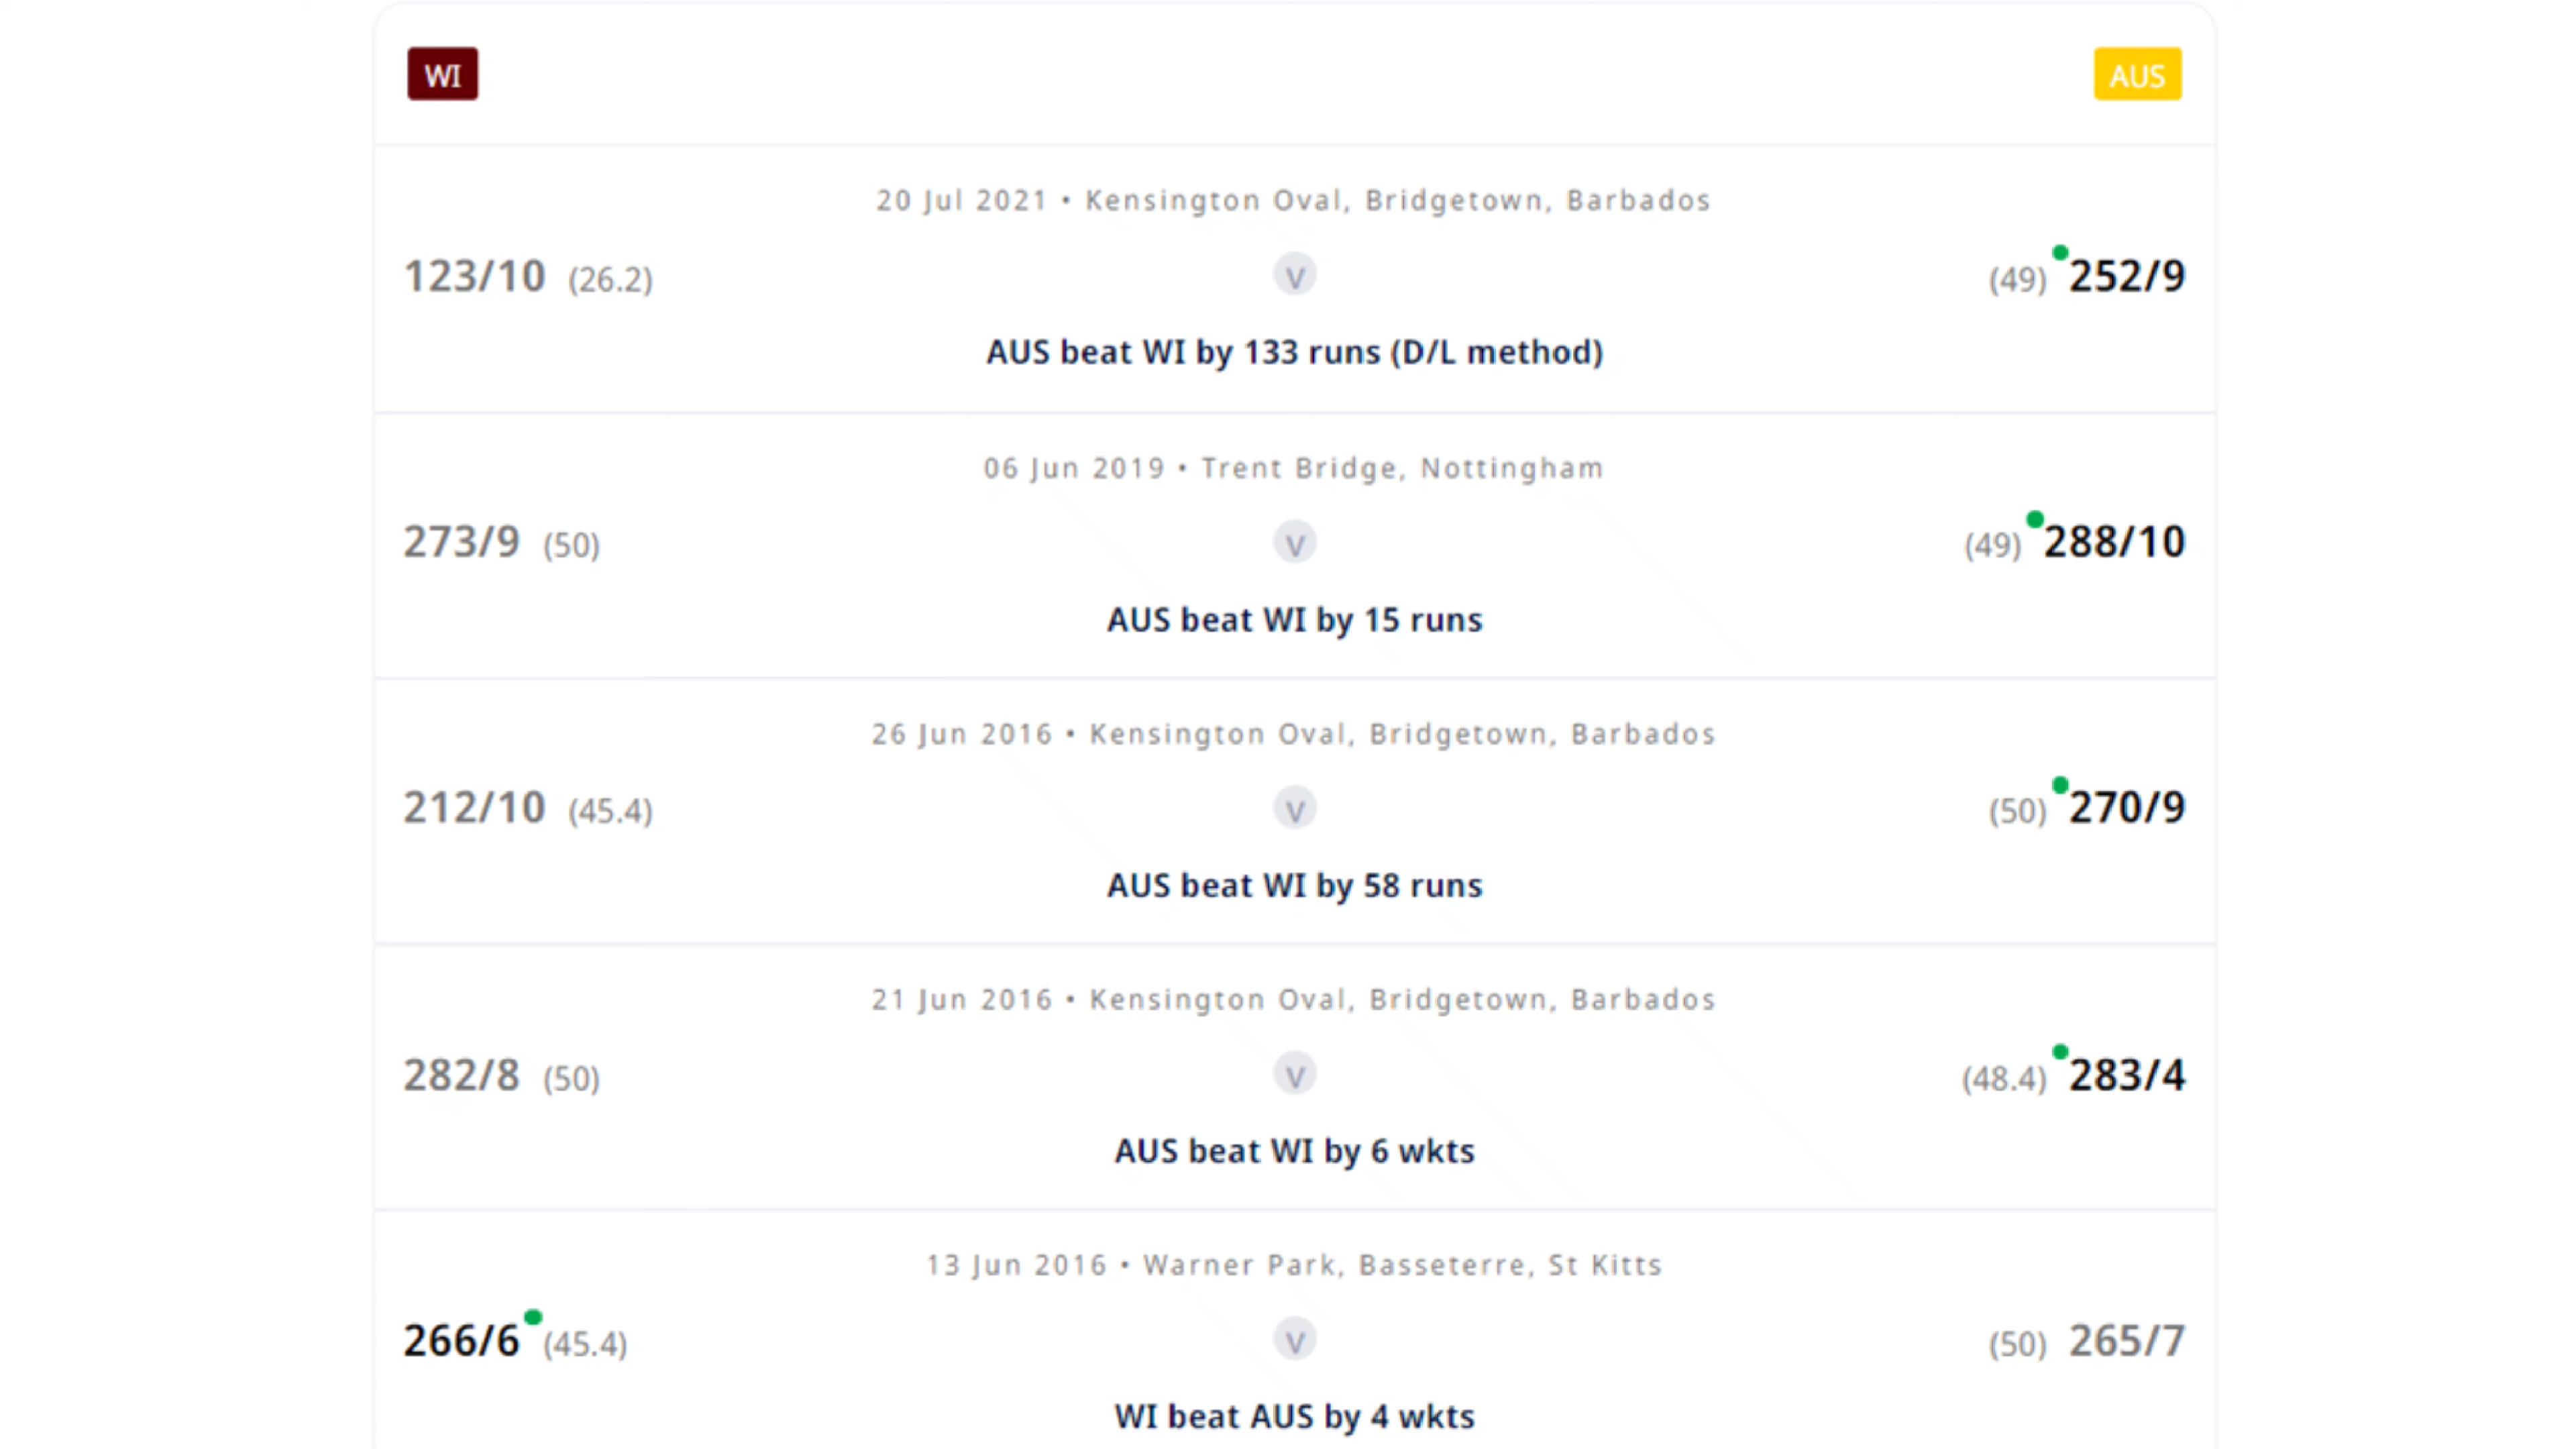 WI AUS
20 Jul 2021 • Kensington Oval, Bridgetown, Barbados
123/10 (26.2) V (49) 252/9
AUS beat WI by 133 runs (D/L method)
06 Jun 2019 • Trent Bridge, Nottingham
273/9 (50) V (49) 288/10
AUS beat WI by 15 runs
26 Jun 2016 • Kensington Oval, Bridgetown, Barbados
212/10 (45.4) V (50) 270/9
AUS beat WI by 58 runs
21 Jun 2016 • Kensington Oval, Bridgetown, Barbados
282/8 (50) V (48.4) 283/4
AUS beat WI by 6 wkts
13 Jun 2016 • Warner Park, Basseterre, St Kitts
266/6 (45.4) V (50) 265/7
WI beat AUS by 4 wkts